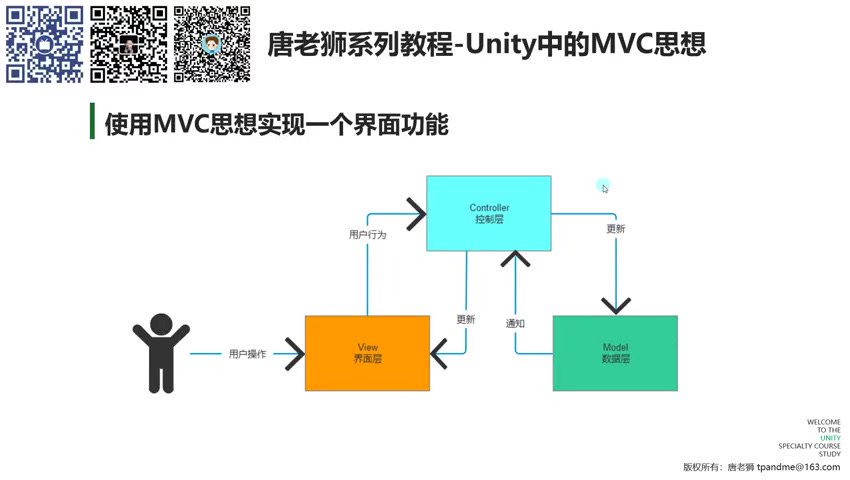 唐老狮系列教程-Unity中的MVC思想
使用MVC思想实现一个界面功能
Controller
控制层
用户行为
更新
更新
通知
用户操作
View
界面层
Model
数据层
WELCOME
TO THE
UNITY
SPECIALTY COURSE
STUDY
版权所有：唐老狮 tpandme@163.com